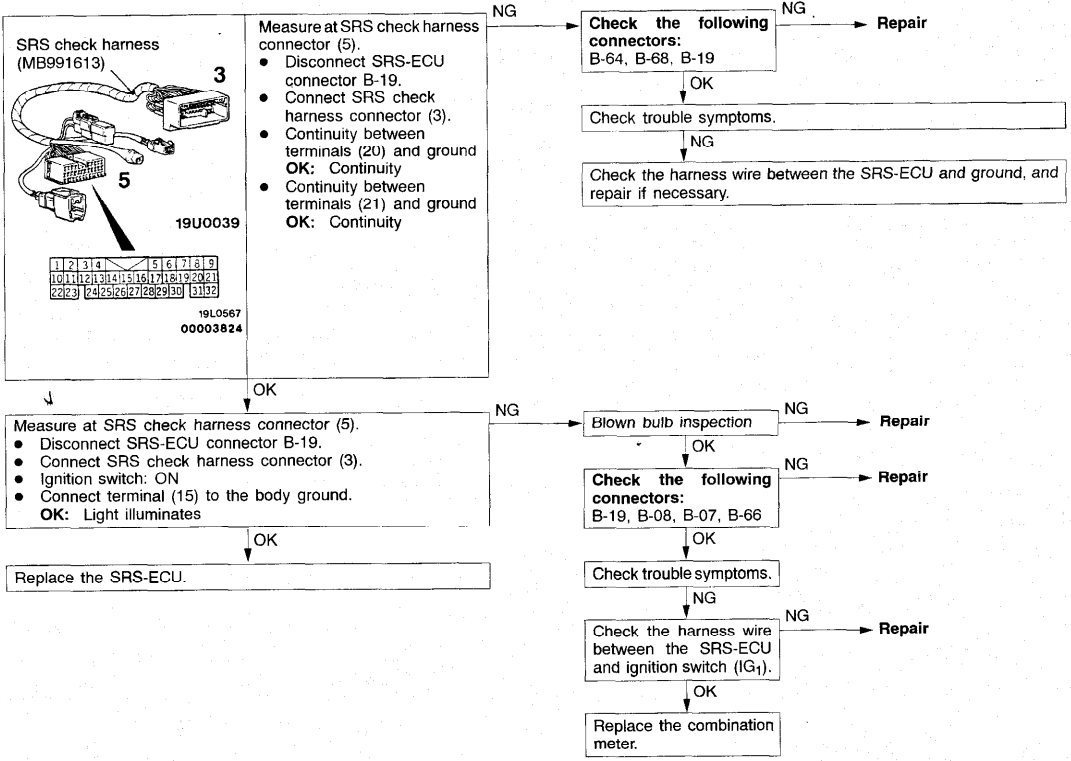 SRS check harness
(MB991613)
3
5
19U0039
1 2 3 4 5 6 7 8 9
10 11 12 13 14 15 16 17 18 19 20 21
22 23 24 25 26 27 28 29 30 31 32
19L0567
00003824
Measure at SRS check harness
connector (5).
● Disconnect SRS-ECU
connector B-19.
● Connect SRS check
harness connector (3).
● Continuity between
terminals (20) and ground
OK: Continuity
● Continuity between
terminals (21) and ground
OK: Continuity
NG
Check the following
connectors:
B-64, B-68, B-19
NG
Repair
OK
Check trouble symptoms.
NG
Check the harness wire between the SRS-ECU and ground, and
repair if necessary.
OK
Measure at SRS check harness connector (5).
● Disconnect SRS-ECU connector B-19.
● Connect SRS check harness connector (3).
● Ignition switch: ON
● Connect terminal (15) to the body ground.
OK: Light illuminates
NG
Blown bulb inspection
NG
Repair
OK
Check the following
connectors:
B-19, B-08, B-07, B-66
NG
Repair
OK
Check trouble symptoms.
NG
Check the harness wire
between the SRS-ECU
and ignition switch (IG1).
NG
Repair
OK
Replace the combination
meter.
OK
Replace the SRS-ECU.